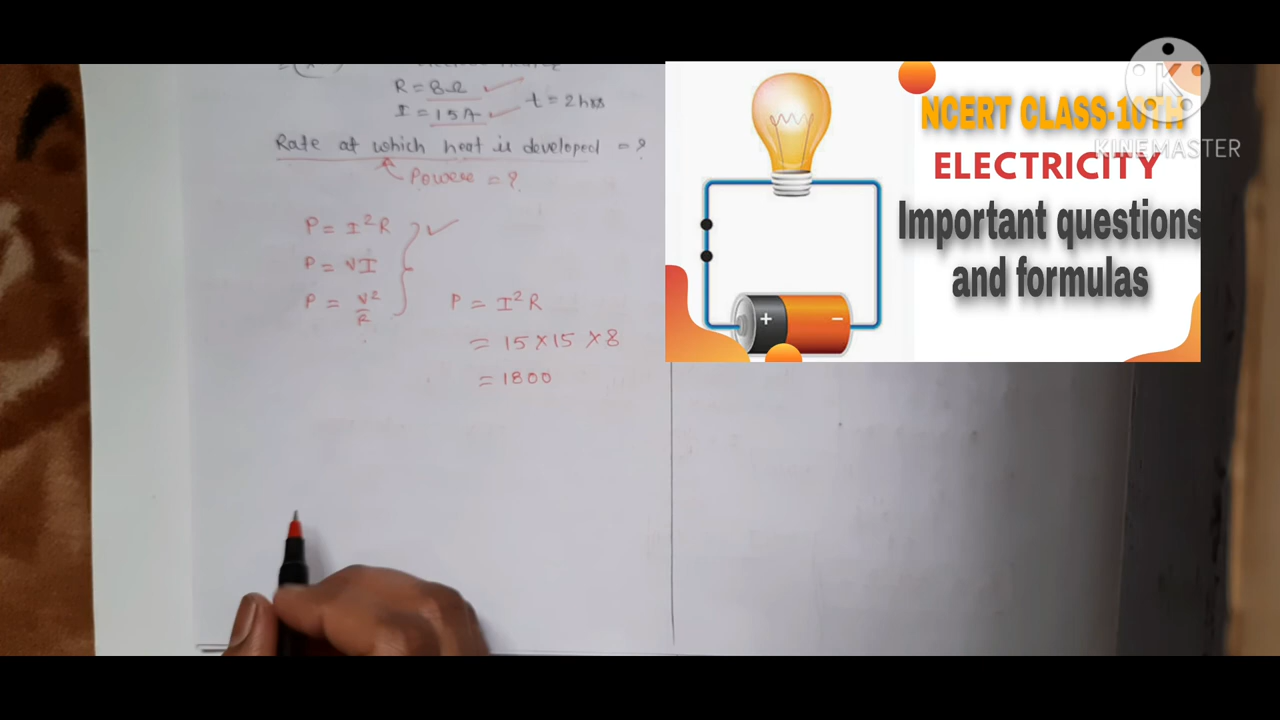 R = 8Ω
I = 15A
t = 2 hrs
Rate at which heat is developed = ?
Powere = ?
P = I²R
P = VI
P = V²/R
P = I²R
= 15×15 ×8
= 1800
NCERT CLASS-10TH
ELECTRICITY
Important questions
and formulas
+ −
K
KINEMASTER